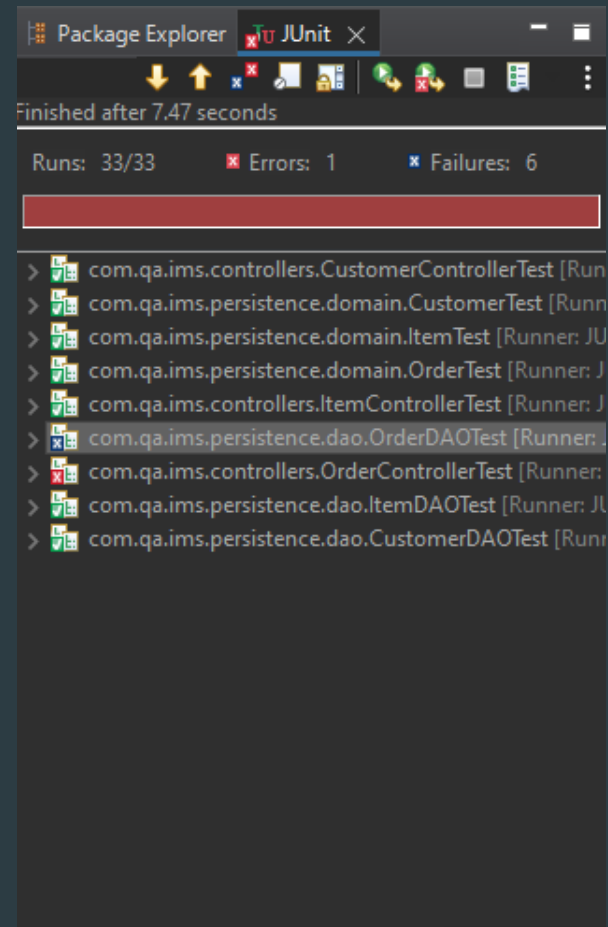 Package Explorer JUnit
Finished after 7.47 seconds
Runs: 33/33 Errors: 1 Failures: 6
com.qa.ims.controllers.CustomerControllerTest [Run
com.qa.ims.persistence.domain.CustomerTest [Runn
com.qa.ims.persistence.domain.ItemTest [Runner: JU
com.qa.ims.persistence.domain.OrderTest [Runner: J
com.qa.ims.controllers.ItemControllerTest [Runner: J
com.qa.ims.persistence.dao.OrderDAOTest [Runner:
com.qa.ims.controllers.OrderControllerTest [Runner:
com.qa.ims.persistence.dao.ItemDAOTest [Runner: JU
com.qa.ims.persistence.dao.CustomerDAOTest [Runn